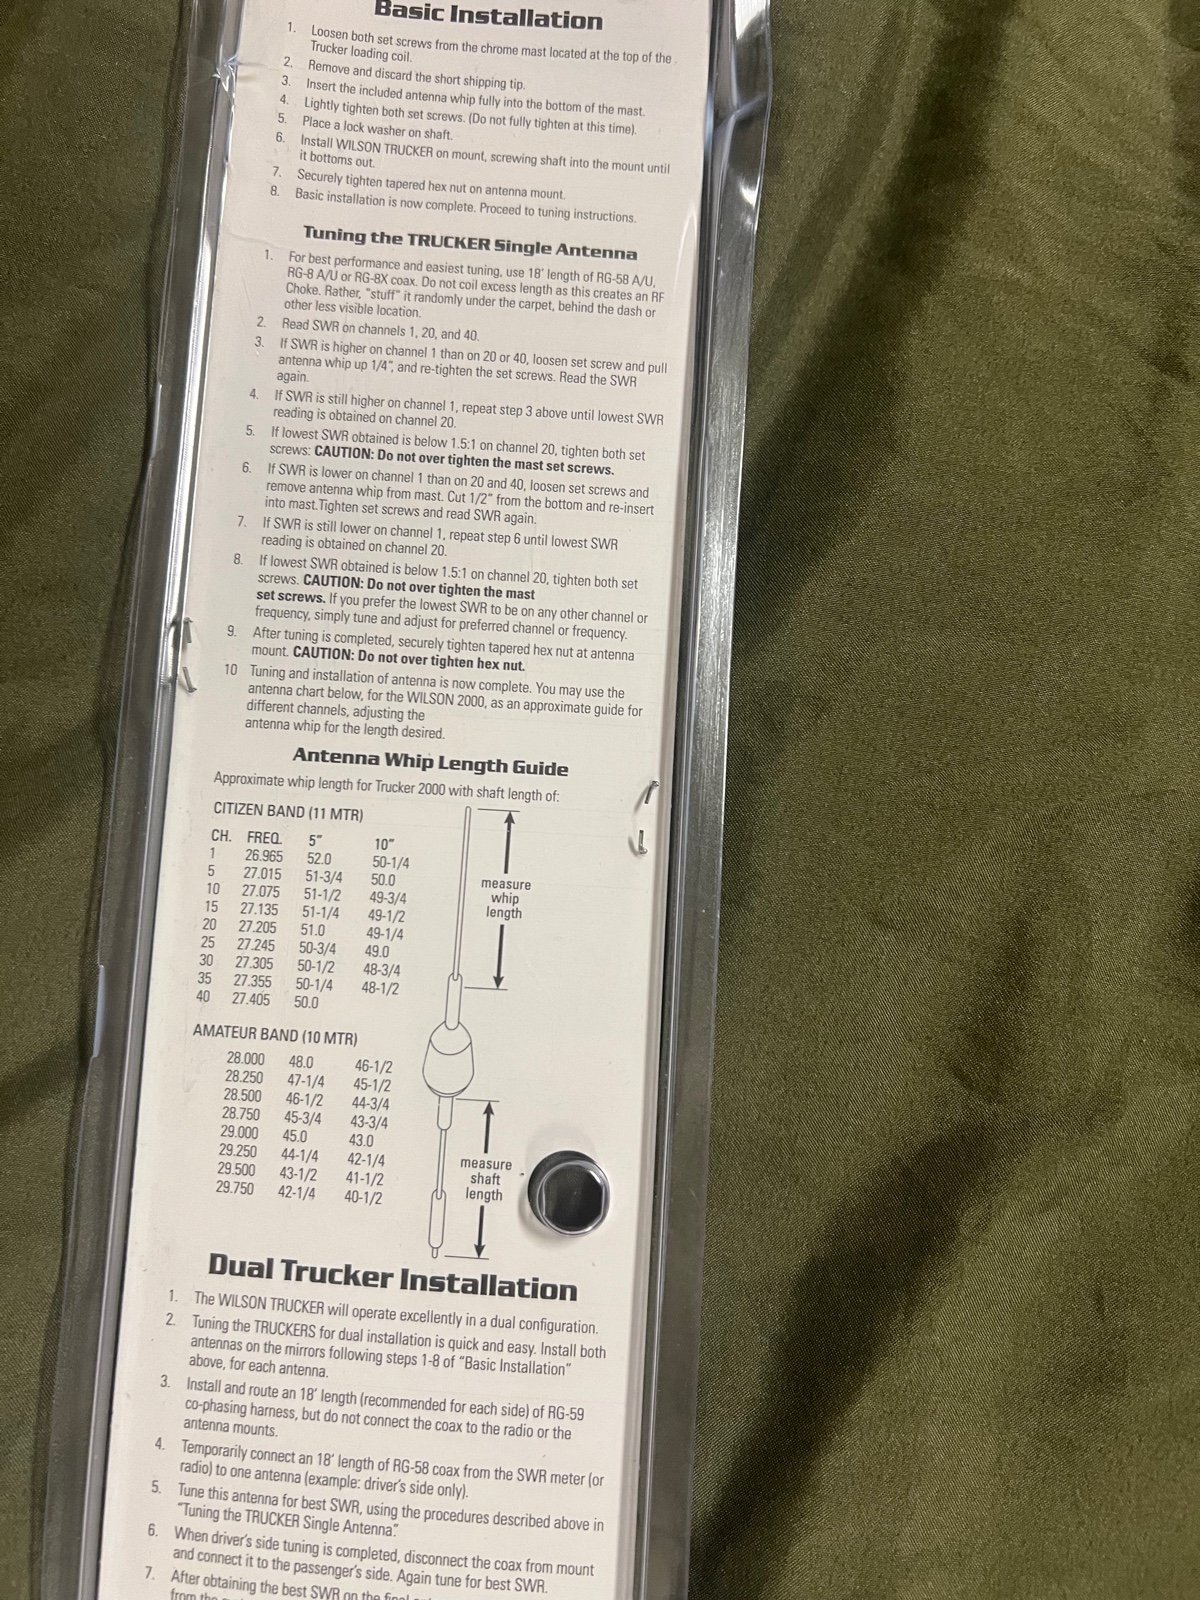 Basic Installation
1. Loosen both set screws from the chrome mast located at the top of the
Trucker loading coil.
2. Remove and discard the short shipping tip.
3. Insert the included antenna whip fully into the bottom of the mast.
4. Lightly tighten both set screws. (Do not fully tighten at this time).
5. Place a lock washer on shaft.
6. Install WILSON TRUCKER on mount, screwing shaft into the mount until
it bottoms out.
7. Securely tighten tapered hex nut on antenna mount.
8. Basic installation is now complete. Proceed to tuning instructions.
Tuning the TRUCKER Single Antenna
1. For best performance and easiest tuning, use 18' length of RG-58 A/U,
RG-8 A/U or RG-8X coax. Do not coil excess length as this creates an RF
Choke. Rather, "stuff" it randomly under the carpet, behind the dash or
other less visible location.
2. Read SWR on channels 1, 20, and 40.
3. If SWR is higher on channel 1 than on 20 or 40, loosen set screw and pull
antenna whip up 1/4", and re-tighten the set screws. Read the SWR
again.
4. If SWR is still higher on channel 1, repeat step 3 above until lowest SWR
reading is obtained on channel 20.
5. If lowest SWR obtained is below 1.5:1 on channel 20, tighten both set
screws: CAUTION: Do not over tighten the mast set screws.
6. If SWR is lower on channel 1 than on 20 and 40, loosen set screws and
remove antenna whip from mast. Cut 1/2" from the bottom and re-insert
into mast.Tighten set screws and read SWR again.
7. If SWR is still lower on channel 1, repeat step 6 until lowest SWR
reading is obtained on channel 20.
8. If lowest SWR obtained is below 1.5:1 on channel 20, tighten both set
screws. CAUTION: Do not over tighten the mast
set screws. If you prefer the lowest SWR to be on any other channel or
frequency, simply tune and adjust for preferred channel or frequency.
9. After tuning is completed, securely tighten tapered hex nut at antenna
mount. CAUTION: Do not over tighten hex nut.
10 Tuning and installation of antenna is now complete. You may use the
antenna chart below, for the WILSON 2000, as an approximate guide for
different channels, adjusting the
antenna whip for the length desired.
Antenna Whip Length Guide
Approximate whip length for Trucker 2000 with shaft length of:
CITIZEN BAND (11 MTR)
CH. FREQ. 5" 10"
1 26.965 52.0 50-1/4
5 27.015 51-3/4 50.0
10 27.075 51-1/2 49-3/4
15 27.135 51-1/4 49-1/2
20 27.205 51.0 49-1/4
25 27.245 50-3/4 49.0
30 27.305 50-1/2 48-3/4
35 27.355 50-1/4 48-1/2
40 27.405 50.0
measure
whip
length
AMATEUR BAND (10 MTR)
28.000 48.0 46-1/2
28.250 47-1/4 45-1/2
28.500 46-1/2 44-3/4
28.750 45-3/4 43-3/4
29.000 45.0 43.0
29.250 44-1/4 42-1/4
29.500 43-1/2 41-1/2
29.750 42-1/4 40-1/2
measure
shaft
length
Dual Trucker Installation
1. The WILSON TRUCKER will operate excellently in a dual configuration.
2. Tuning the TRUCKERS for dual installation is quick and easy. Install both
antennas on the mirrors following steps 1-8 of "Basic Installation"
above, for each antenna.
3. Install and route an 18' length (recommended for each side) of RG-59
co-phasing harness, but do not connect the coax to the radio or the
antenna mounts.
4. Temporarily connect an 18' length of RG-58 coax from the SWR meter (or
radio) to one antenna (example: driver's side only).
5. Tune this antenna for best SWR, using the procedures described above in
"Tuning the TRUCKER Single Antenna".
6. When driver's side tuning is completed, disconnect the coax from mount
and connect it to the passenger's side. Again tune for best SWR.
7. After obtaining the best SWR on the final
from the